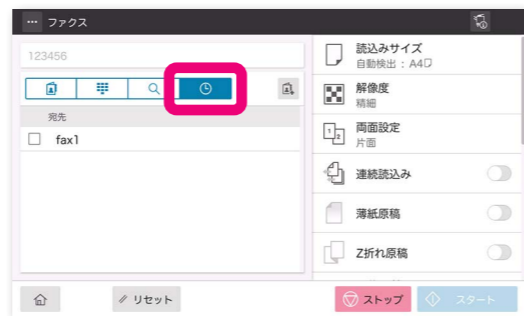 ファクス
123456
宛先
fax1
読込みサイズ
自動検出：A4
解像度
精細
両面設定
片面
連続読込み
薄紙原稿
Z折れ原稿
リセット
ストップ
スタート